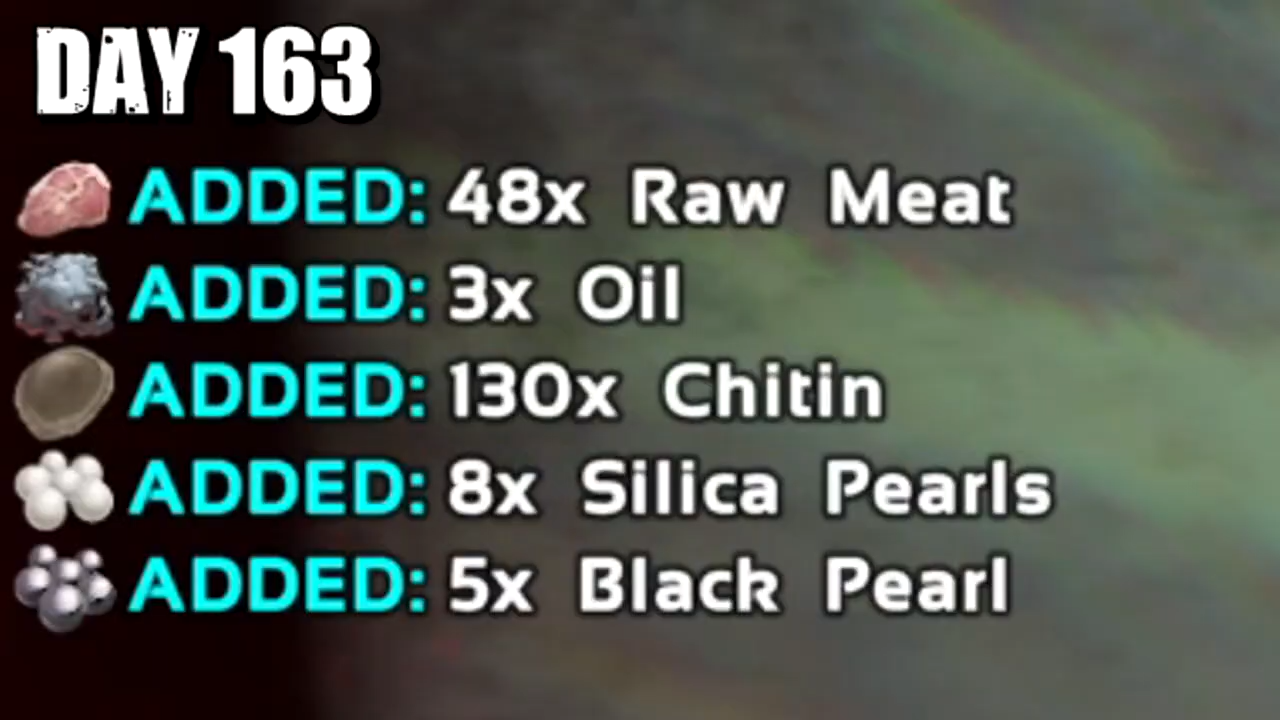 DAY 163
ADDED: 48x Raw Meat
ADDED: 3x Oil
ADDED: 130x Chitin
ADDED: 8x Silica Pearls
ADDED: 5x Black Pearl